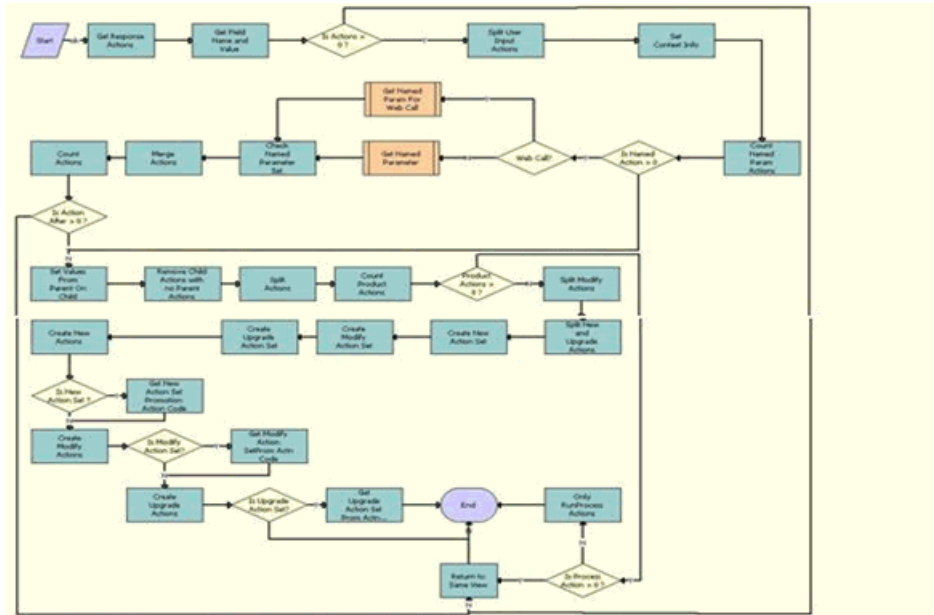 Start
Get Response
Actions
Get Field
Name and
Value
Is Actions >
0 ?
Split User
Input
Actions
Set
Context Info
Get Named
Param For
Web Call
Count
Actions
Merge
Actions
Check
Named
Parameter
Set
Get Named
Parameter
Web Call?
Is Named
Action > 0
Count
Named
Param
Actions
Is Action
After > 0 ?
Set Values
From
Parent On
Child
Remove Child
Actions with
no Parent
Actions
Split
Actions
Count
Product
Actions
Product
Actions >
0 ?
Split Modify
Actions
Create New
Actions
Create
Upgrade
Action Set
Create
Modify
Action Set
Create New
Action Set
Split New
and
Upgrade
Actions
Is New
Action Set ?
Get New
Action Set
Promotion
Action Code
Create
Modify
Actions
Is Modify
Action Set?
Get Modify
Action
SetProm Actn
Code
Create
Upgrade
Actions
Is Upgrade
Action Set?
Get
Upgrade
Action Set
Prom Actn...
End
Only
RunProcess
Actions
Return to
Same View
Is Process
Action > 0 ?